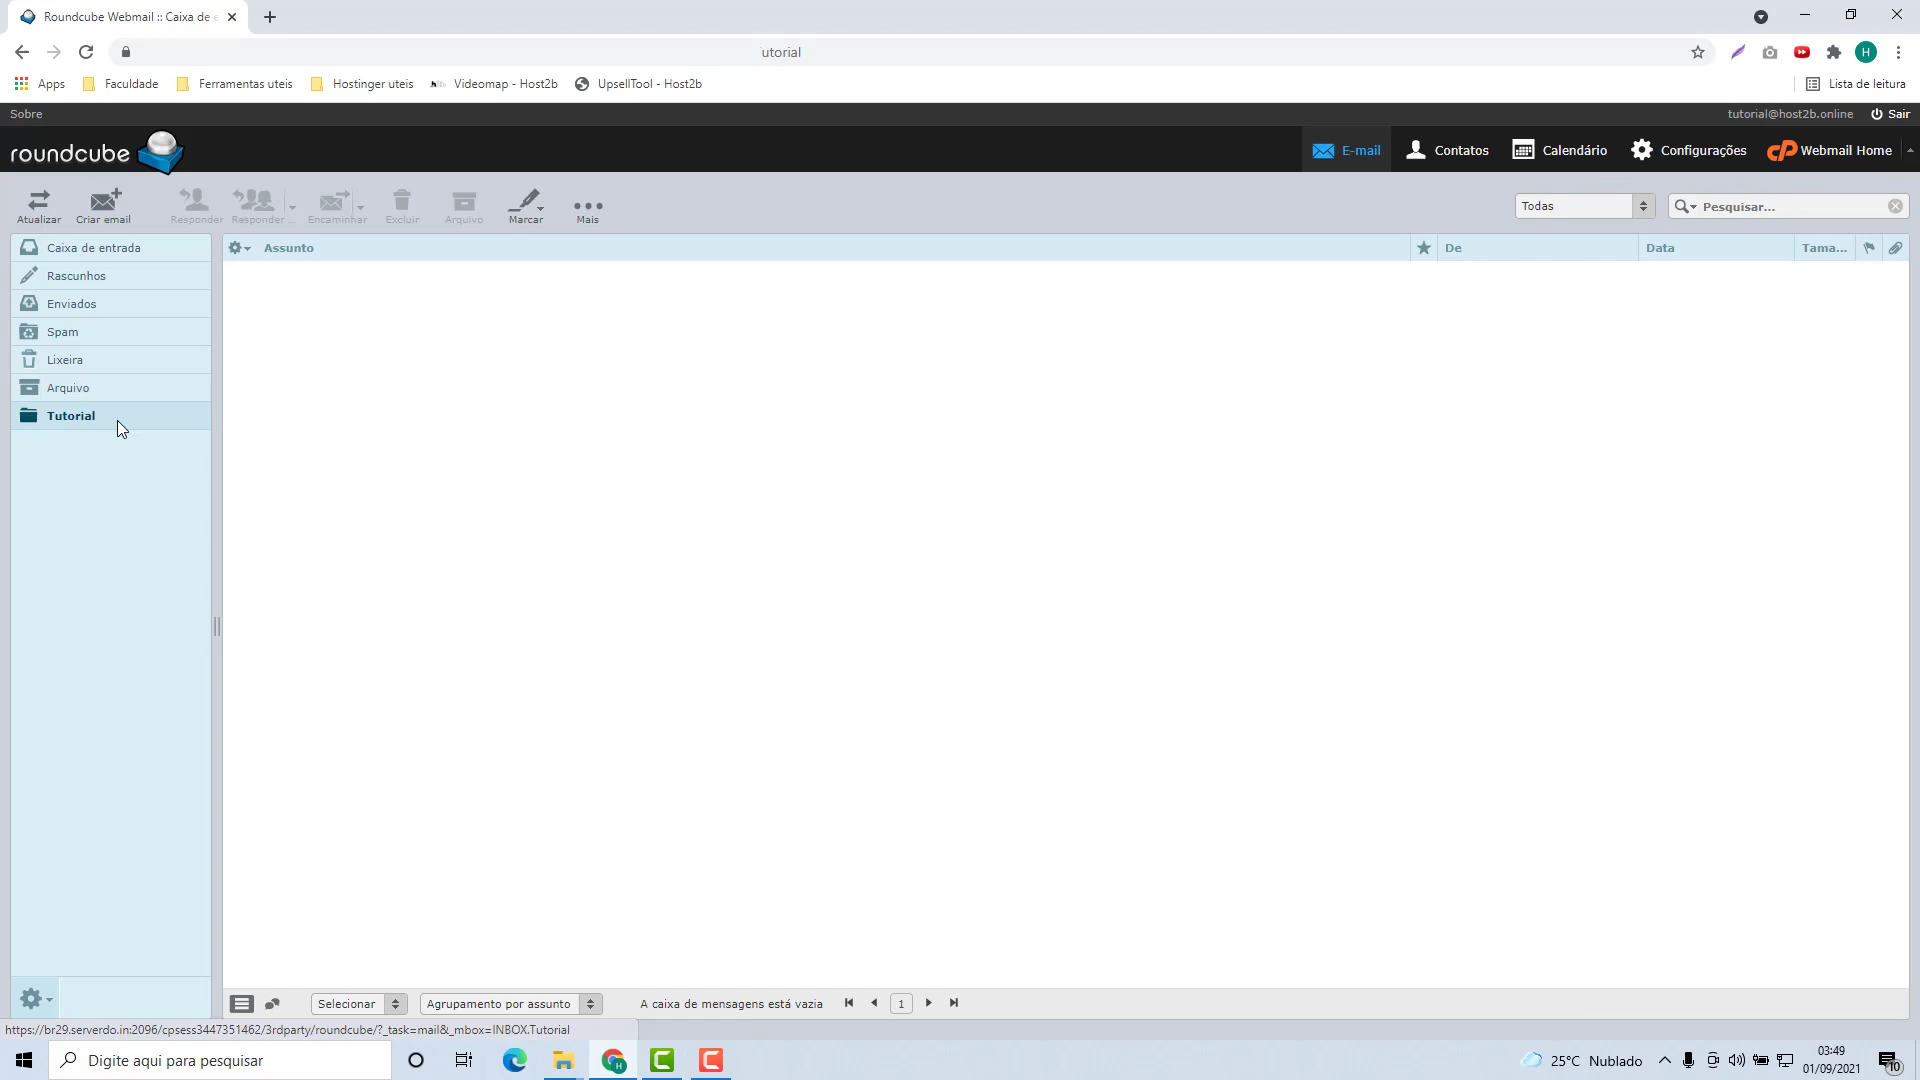 Roundcube Webmail :: Caixa de e
utorial
Apps Faculdade Ferramentas uteis Hostinger uteis Videomap - Host2b UpsellTool - Host2b Lista de leitura
Sobre tutorial@host2b.online Sair
roundcube E-mail Contatos Calendário Configurações cP Webmail Home
Atualizar Criar email Responder Responder ... Encaminhar Excluir Arquivo Marcar Mais Todas Pesquisar...
Caixa de entrada Assunto De Data Tama...
Rascunhos
Enviados
Spam
Lixeira
Arquivo
Tutorial
Selecionar Agrupamento por assunto A caixa de mensagens está vazia 1
https://br29.serverdo.in:2096/cpsess3447351462/3rdparty/roundcube/?_task=mail&_mbox=INBOX.Tutorial
Digite aqui para pesquisar 25°C Nublado 03:49
01/09/2021 10